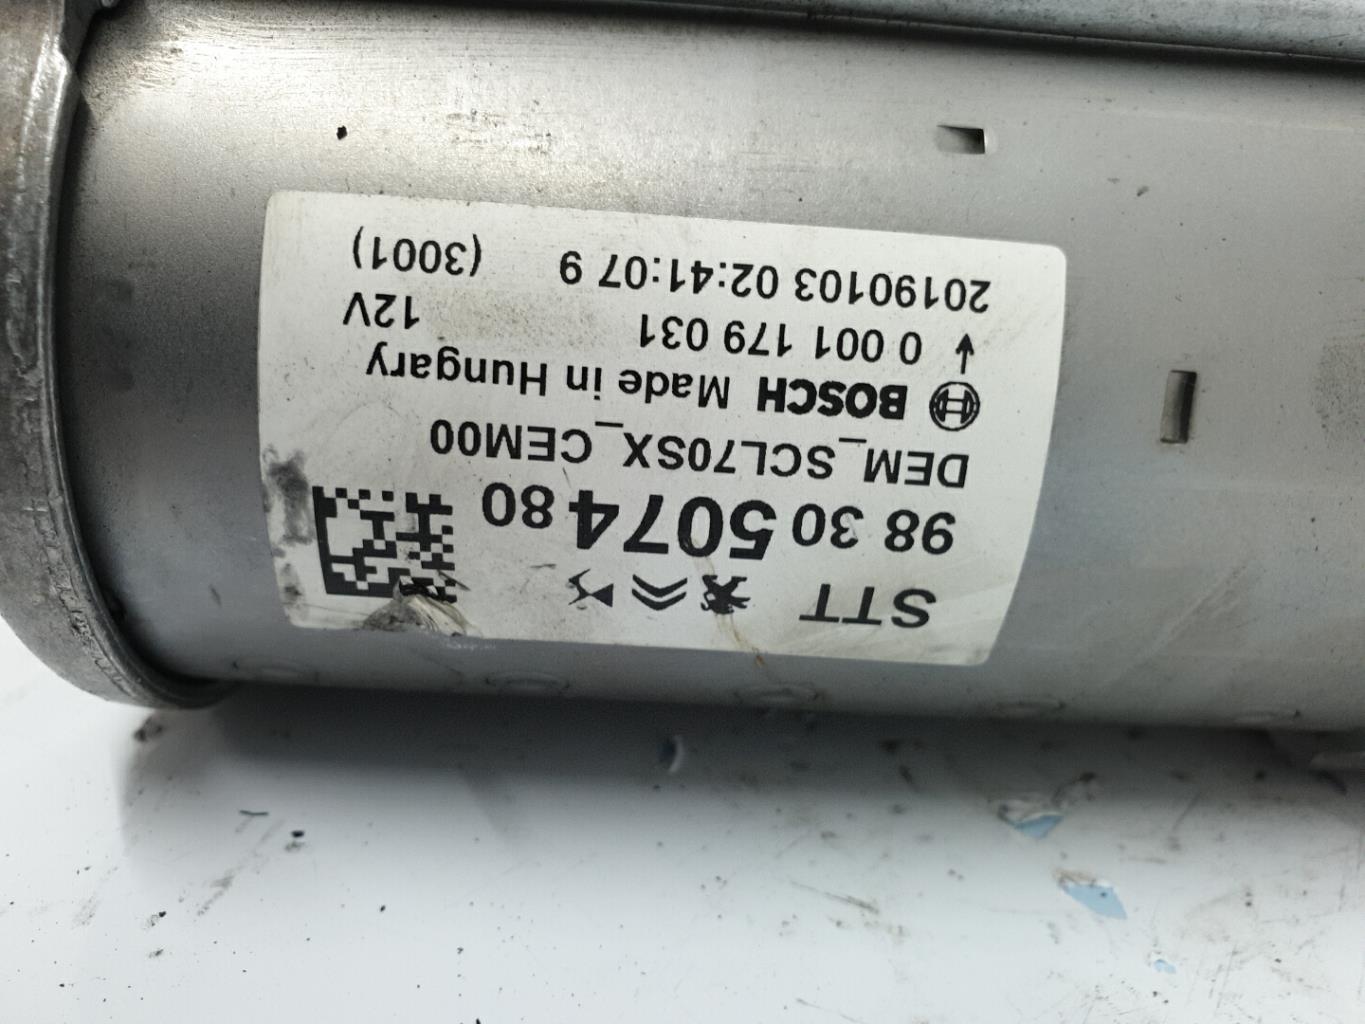 STT
98 30 5074 80
DEM_SCL70SX_CEM00
BOSCH Made in Hungary
0 001 179 031 12V
20190103 02:41:07 9 (3001)